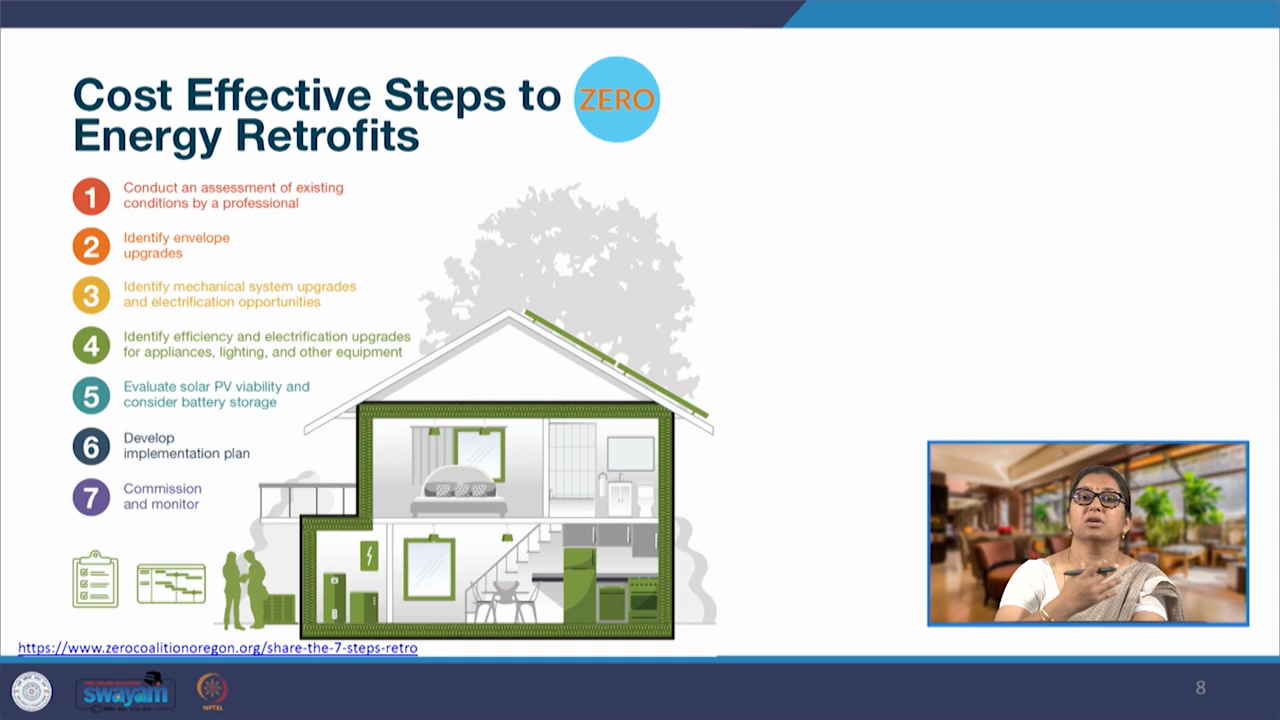 Cost Effective Steps to ZERO
Energy Retrofits
1 Conduct an assessment of existing
conditions by a professional
2 Identify envelope
upgrades
3 Identify mechanical system upgrades
and electrification opportunities
4 Identify efficiency and electrification upgrades
for appliances, lighting, and other equipment
5 Evaluate solar PV viability and
consider battery storage
6 Develop
implementation plan
7 Commission
and monitor
https://www.zerocoalitionoregon.org/share-the-7-steps-retro
swayam
NPTEL
8